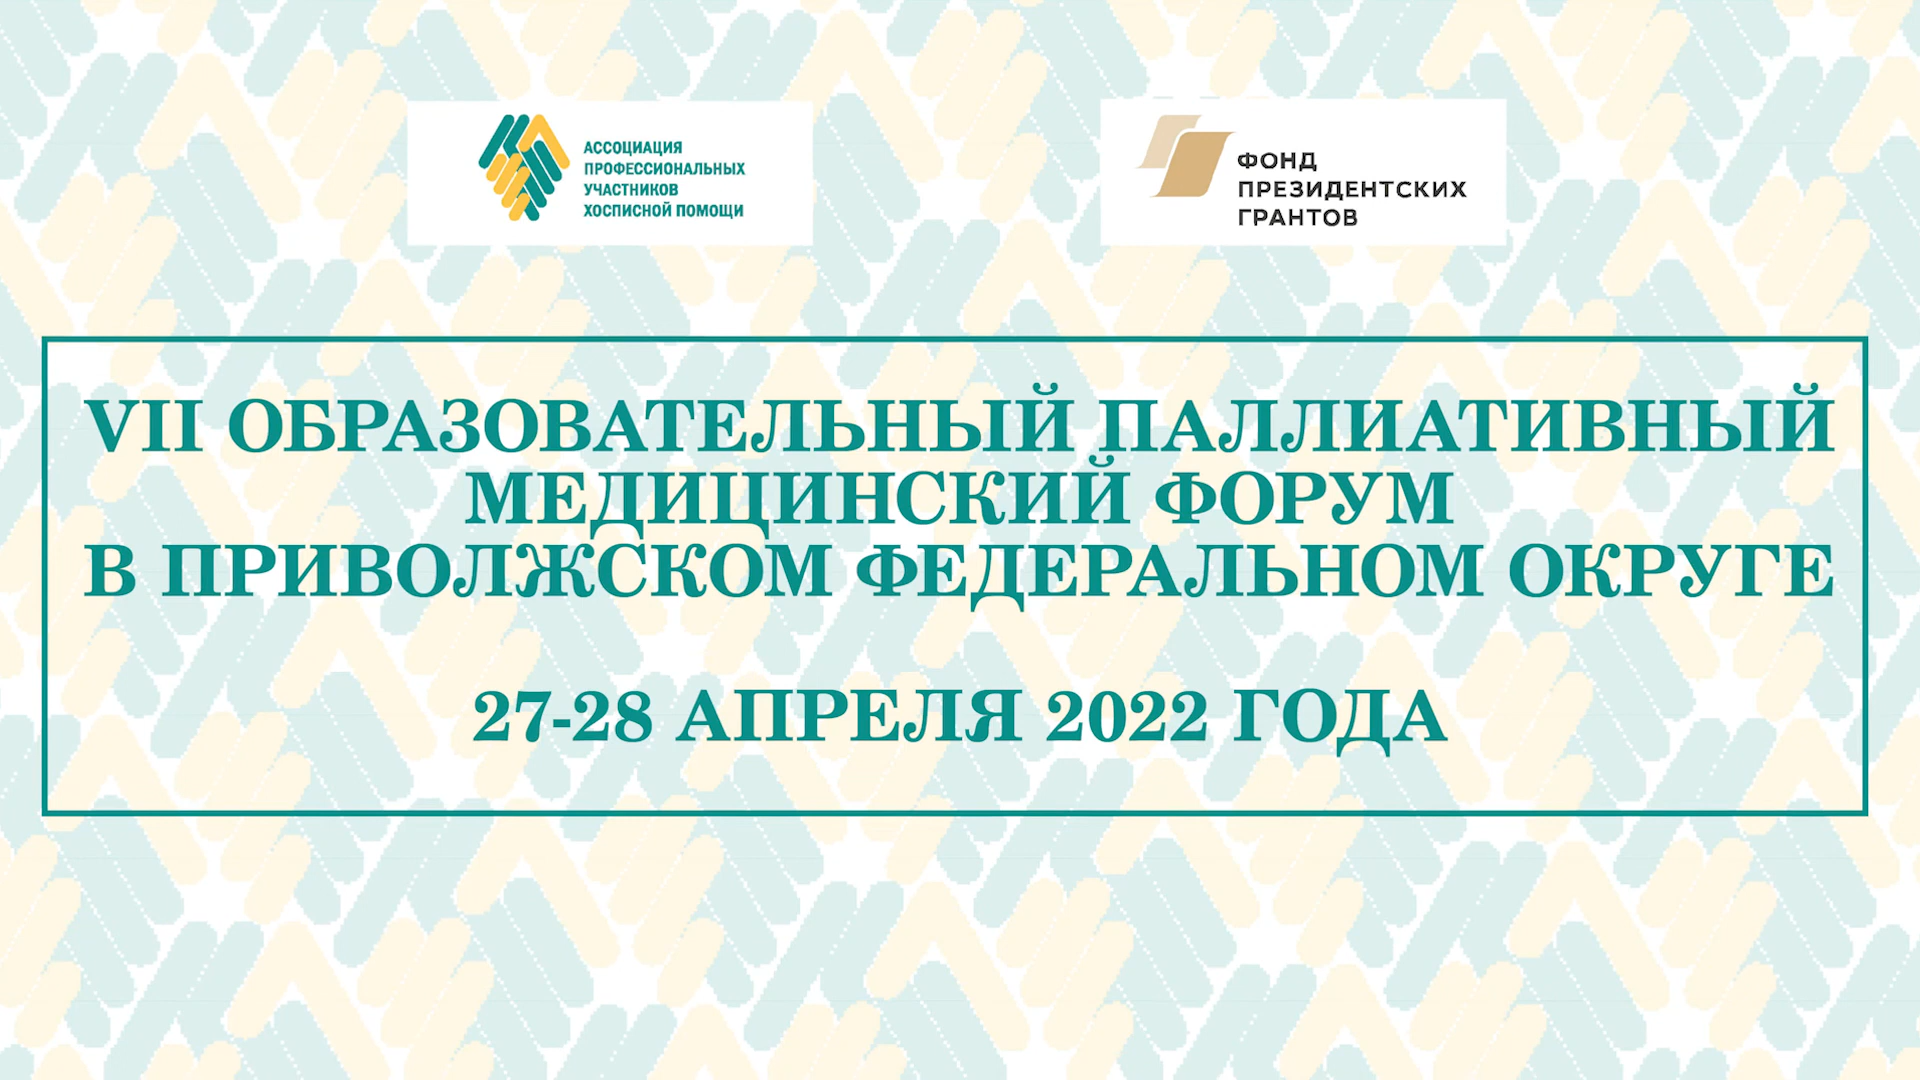 АССОЦИАЦИЯ
ПРОФЕССИОНАЛЬНЫХ
УЧАСТНИКОВ
ХОСПИСНОЙ ПОМОЩИ
ФОНД
ПРЕЗИДЕНТСКИХ
ГРАНТОВ
VII ОБРАЗОВАТЕЛЬНЫЙ ПАЛЛИАТИВНЫЙ
МЕДИЦИНСКИЙ ФОРУМ
В ПРИВОЛЖСКОМ ФЕДЕРАЛЬНОМ ОКРУГЕ
27-28 АПРЕЛЯ 2022 ГОДА